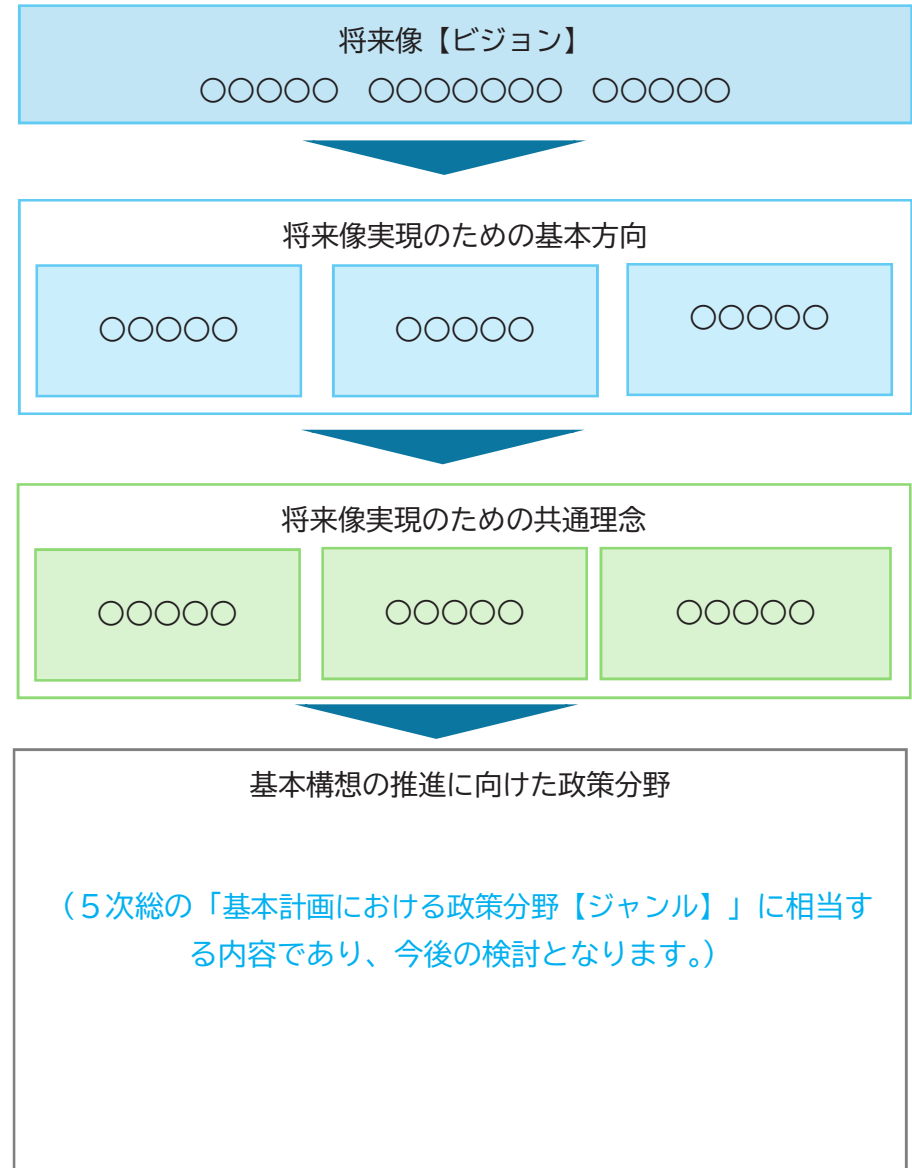 将来像【ビジョン】
○○○○○　○○○○○○○　○○○○○
将来像実現のための基本方向
○○○○○
○○○○○
○○○○○
将来像実現のための共通理念
○○○○○
○○○○○
○○○○○
基本構想の推進に向けた政策分野
（５次総の「基本計画における政策分野【ジャンル】」に相当す
る内容であり、今後の検討となります。）